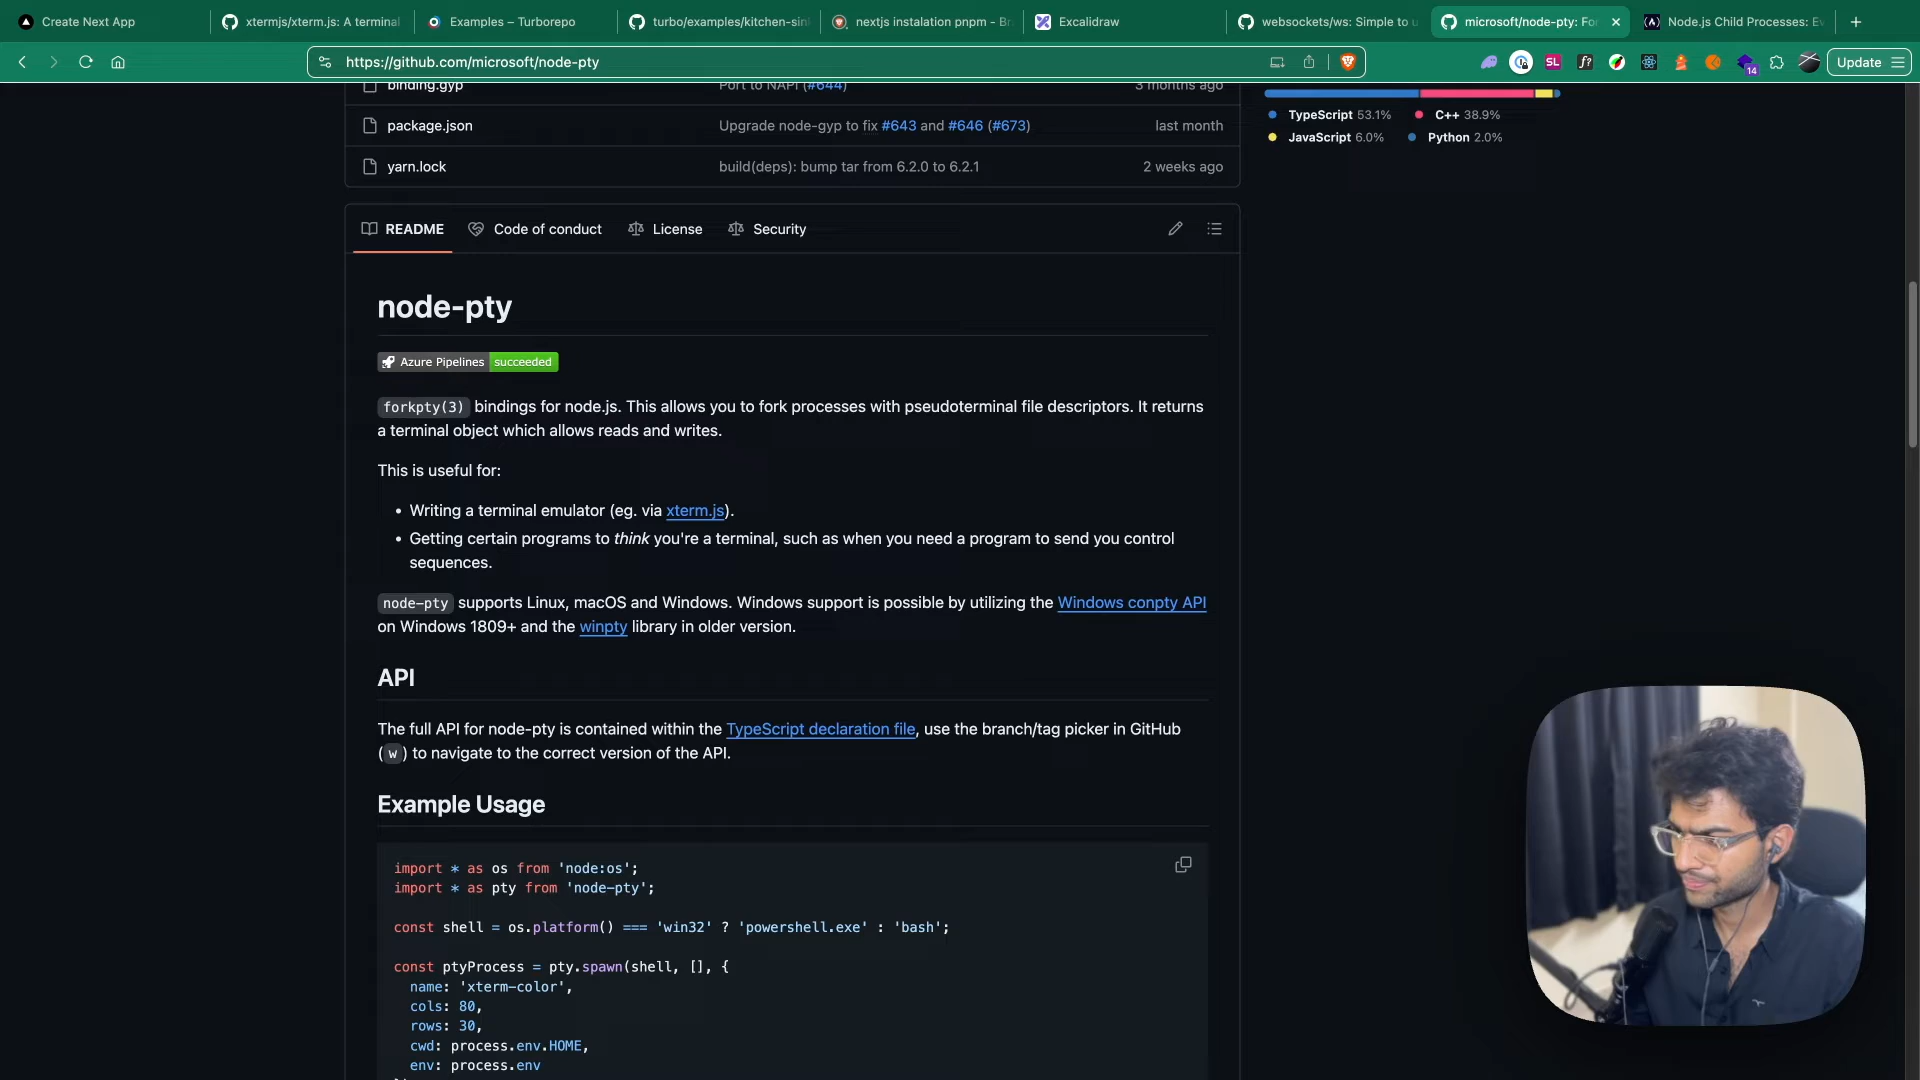 Create Next App
xtermjs/xterm.js: A terminal
Examples – Turborepo
turbo/examples/kitchen-sin
nextjs instalation pnpm - Br
Excalidraw
websockets/ws: Simple to u
microsoft/node-pty: For
Node.js Child Processes: Ev
https://github.com/microsoft/node-pty
SL
f?
14
Update
binding.gyp Port to NAPI (#644) 3 months ago
package.json Upgrade node-gyp to fix #643 and #646 (#673) last month
yarn.lock build(deps): bump tar from 6.2.0 to 6.2.1 2 weeks ago
TypeScript 53.1% C++ 38.9%
JavaScript 6.0% Python 2.0%
README Code of conduct License Security
node-pty
Azure Pipelines succeeded
forkpty(3) bindings for node.js. This allows you to fork processes with pseudoterminal file descriptors. It returns
a terminal object which allows reads and writes.
This is useful for:
• Writing a terminal emulator (eg. via xterm.js).
• Getting certain programs to think you're a terminal, such as when you need a program to send you control
sequences.
node-pty supports Linux, macOS and Windows. Windows support is possible by utilizing the Windows conpty API
on Windows 1809+ and the winpty library in older version.
API
The full API for node-pty is contained within the TypeScript declaration file, use the branch/tag picker in GitHub
(w) to navigate to the correct version of the API.
Example Usage
import * as os from 'node:os';
import * as pty from 'node-pty';
const shell = os.platform() === 'win32' ? 'powershell.exe' : 'bash';
const ptyProcess = pty.spawn(shell, [], {
name: 'xterm-color',
cols: 80,
rows: 30,
cwd: process.env.HOME,
env: process.env